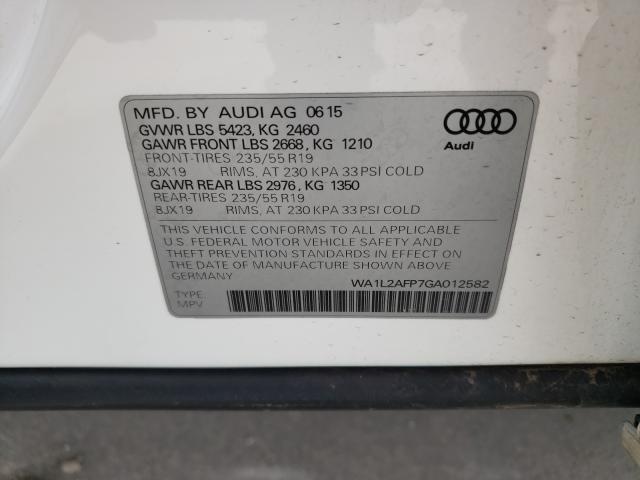 MFD. BY AUDI AG 06 15
GVWR LBS 5423, KG 2460
GAWR FRONT LBS 2668, KG 1210
FRONT-TIRES 235/55 R19
8JX19 RIMS, AT 230 KPA 33 PSI COLD
GAWR REAR LBS 2976, KG 1350
REAR-TIRES 235/55 R19
8JX19 RIMS, AT 230 KPA 33 PSI COLD
Audi
THIS VEHICLE CONFORMS TO ALL APPLICABLE
U.S. FEDERAL MOTOR VEHICLE SAFETY AND
THEFT PREVENTION STANDARDS IN EFFECT ON
THE DATE OF MANUFACTURE SHOWN ABOVE.
GERMANY
WA1L2AFP7GA012582
TYPE:
MPV